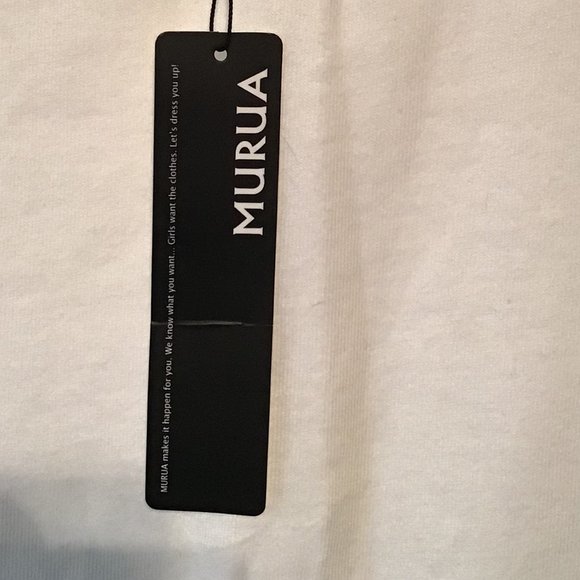 MURUA
MURUA makes it happen for you. We know what you want... Girls want the clothes. Let's dress you up!